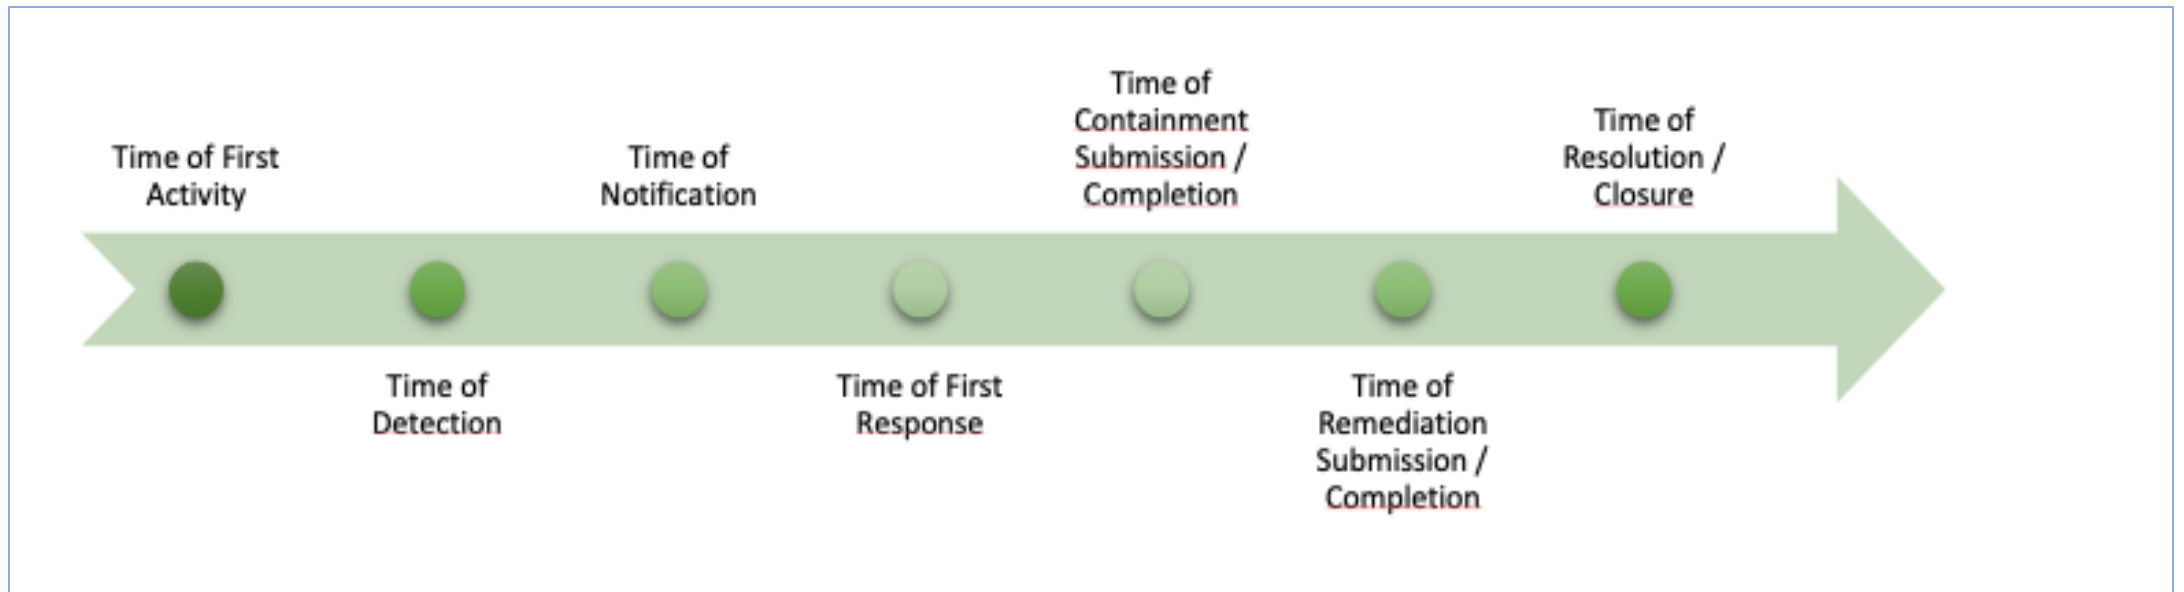 Time of First
Activity
Time of
Detection
Time of
Notification
Time of First
Response
Time of
Containment
Submission /
Completion
Time of
Remediation
Submission /
Completion
Time of
Resolution /
Closure